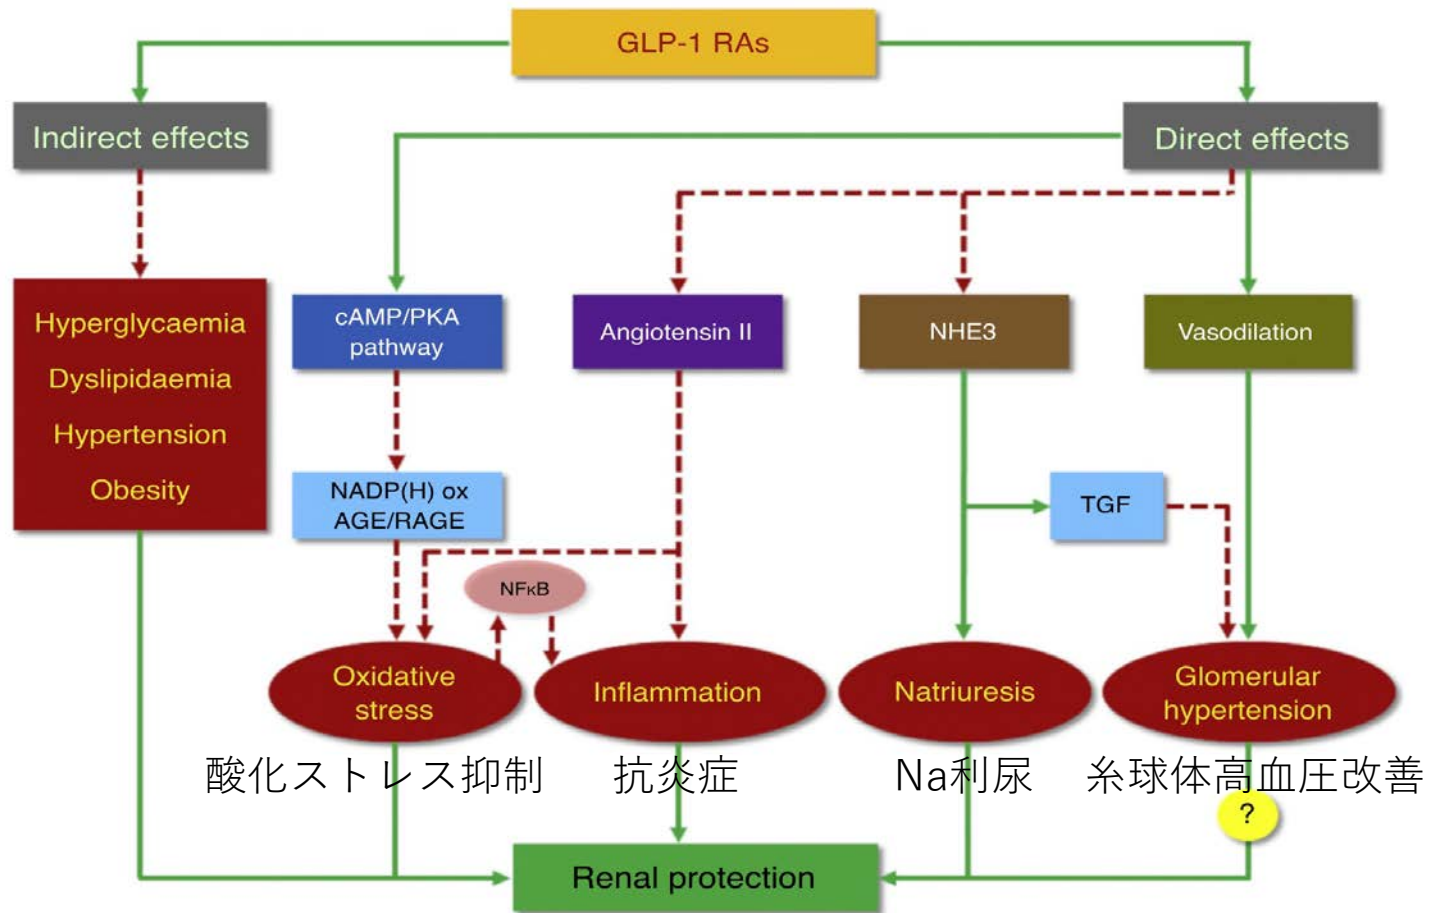 GLP-1 RAs
Indirect effects
Direct effects
Hyperglycaemia
Dyslipidaemia
Hypertension
Obesity
cAMP/PKA
pathway
Angiotensin II
NHE3
Vasodilation
NADP(H) ox
AGE/RAGE
TGF
NFκB
Oxidative
stress
Inflammation
Natriuresis
Glomerular
hypertension
酸化ストレス抑制
抗炎症
Na利尿
糸球体高血圧改善
?
Renal protection